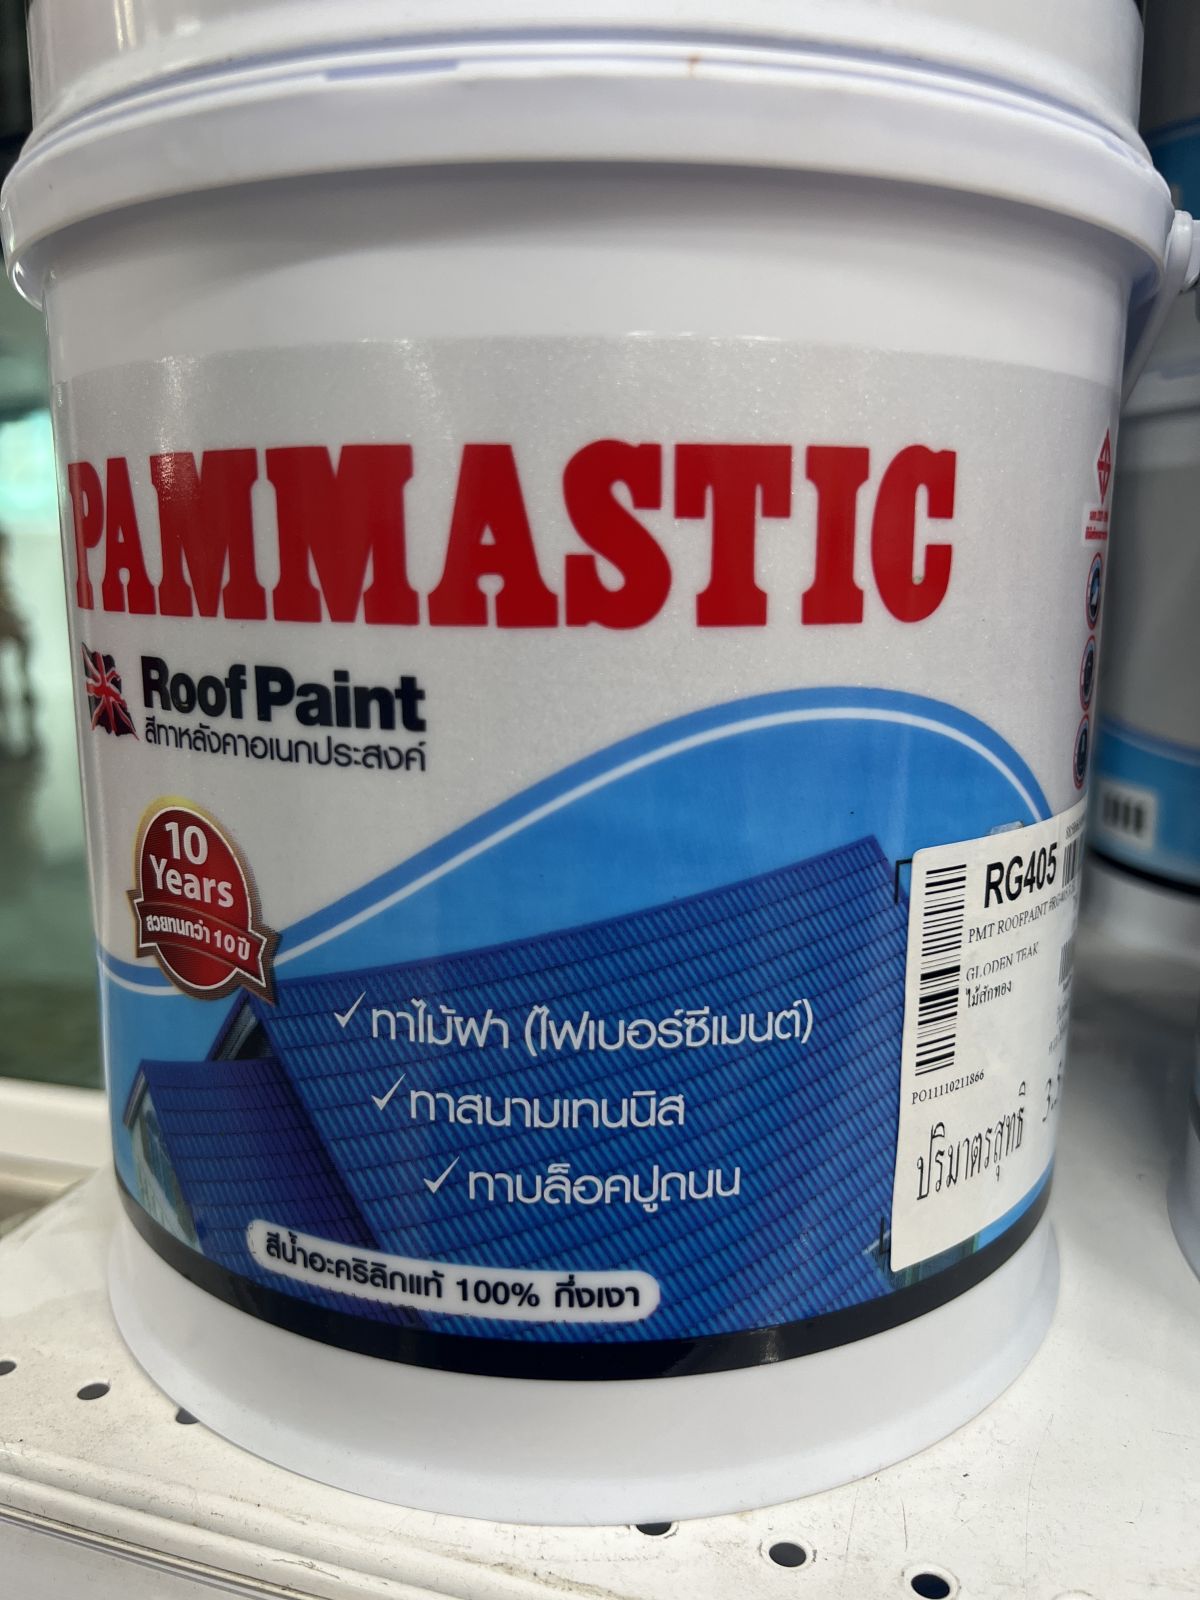 PAMMASTIC
Roof Paint
สีทาหลังคาอเนกประสงค์
10
Years
สวยทนกว่า 10 ปี
✓ ทาไม้ฝา (ไฟเบอร์ซีเมนต์)
✓ ทาสนามเทนนิส
✓ ทาบล็อคปูถนน
สีน้ำอะคริลิกแท้ 100% กึ่งเงา
RG405
PMT ROOFPAINT #RG405
GLODEN TEAK
ไม้สักทอง
PO11110211866
ปริมาตรสุทธิ 3.